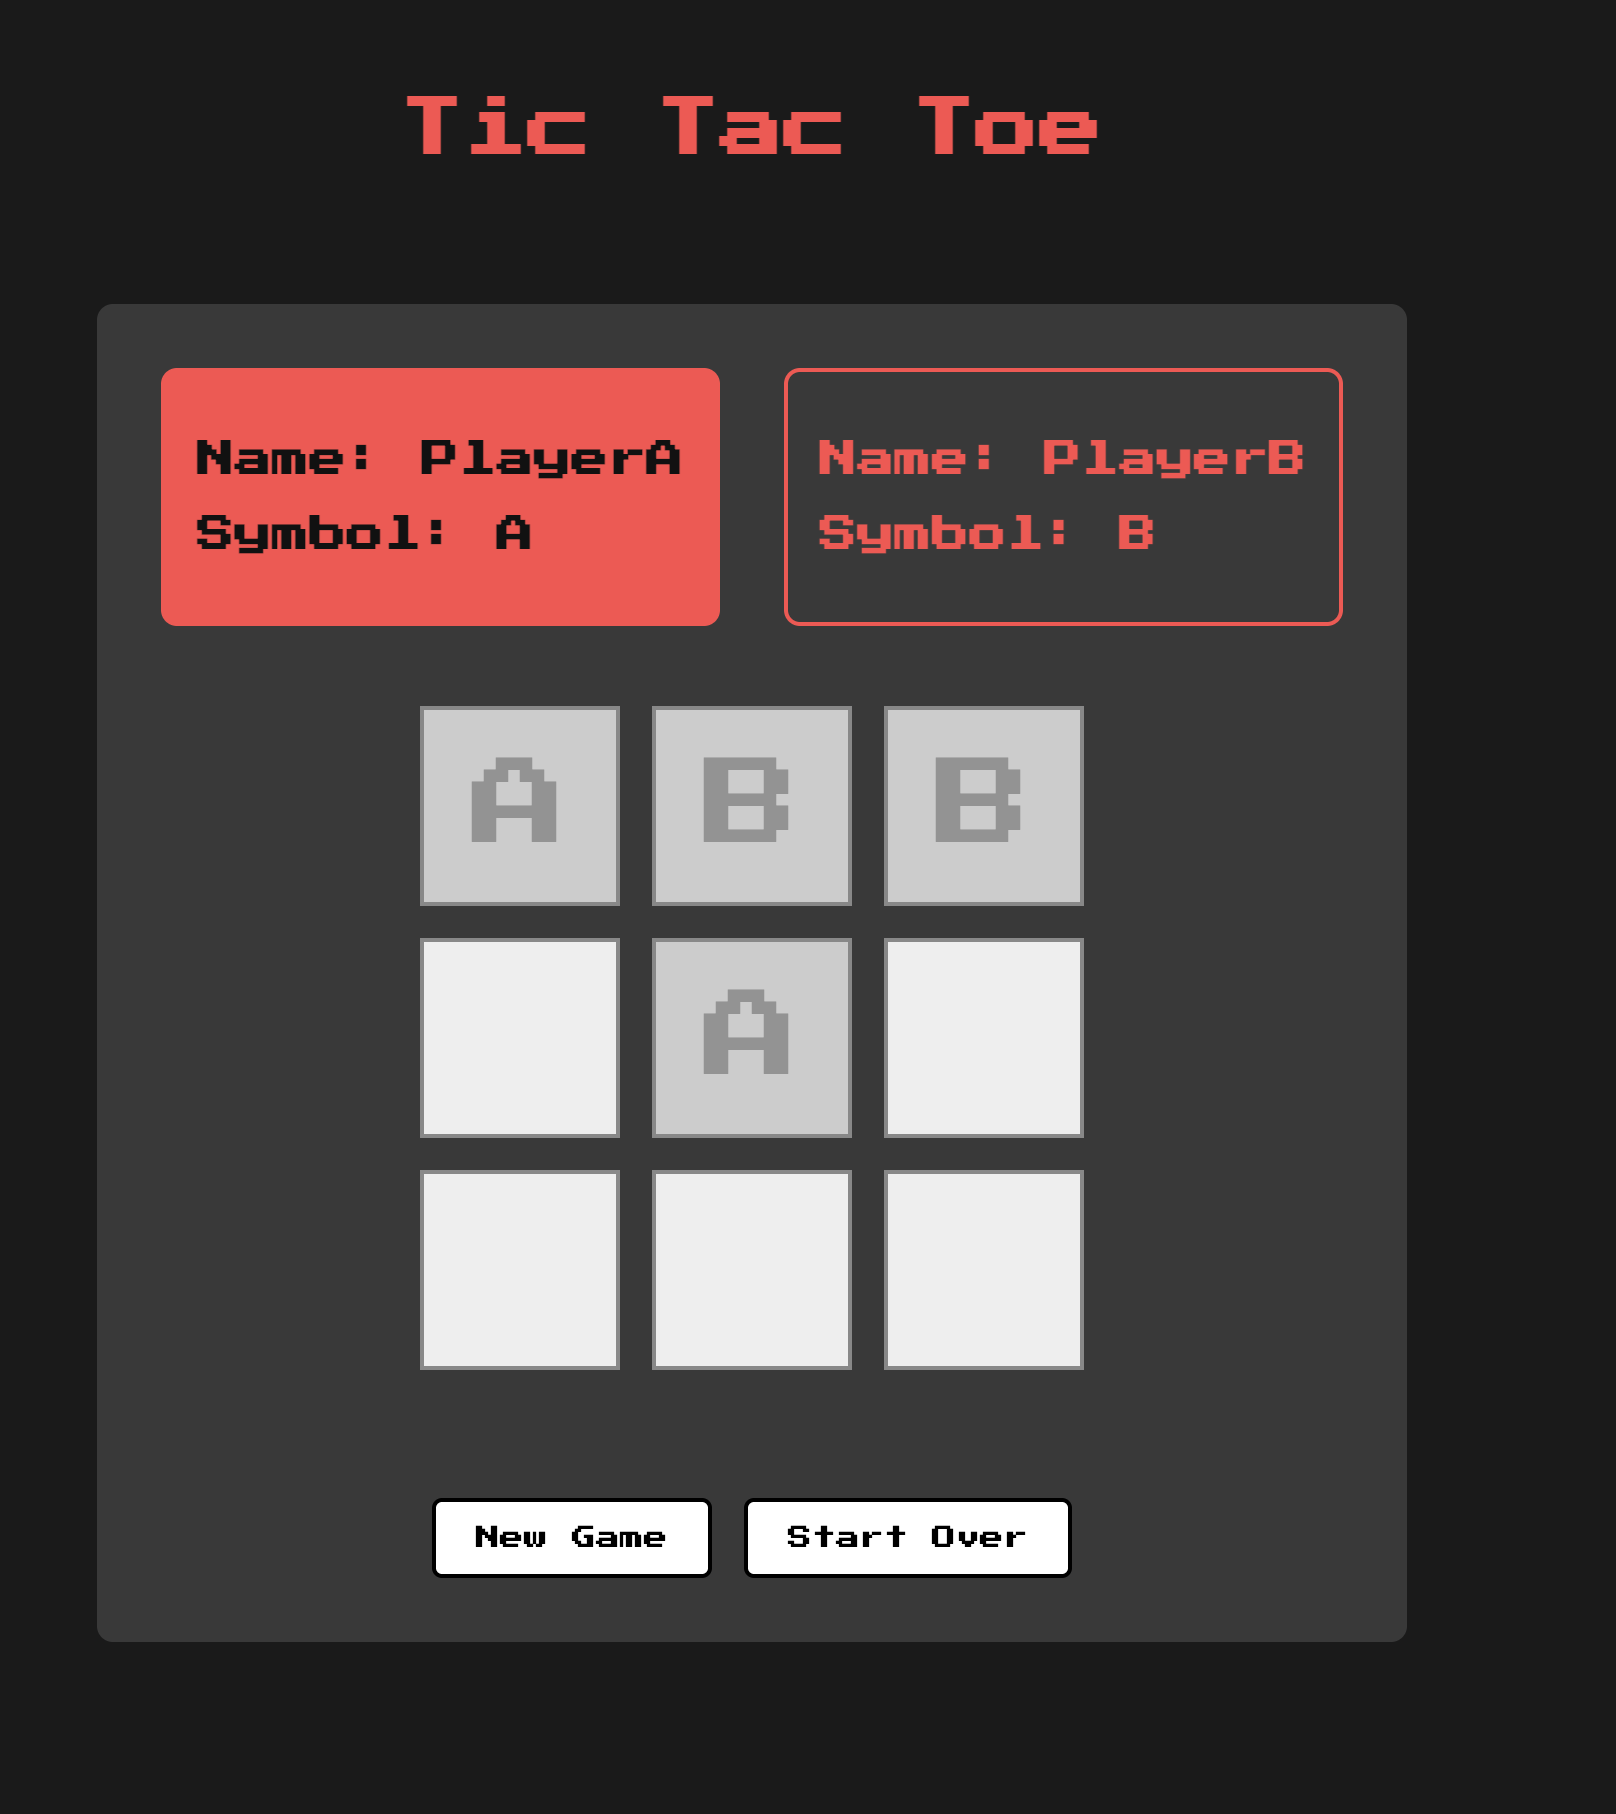 Tic Tac Toe
Name: PlayerA
Symbol: A
Name: PlayerB
Symbol: B
A B B
A
New Game Start Over